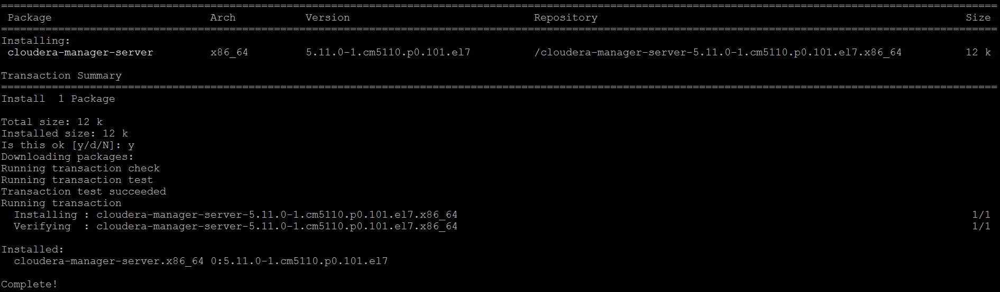 ================================================================================================================================================================
 Package                         Arch           Version                             Repository                                                          Size
================================================================================================================================================================
Installing:
 cloudera-manager-server         x86_64         5.11.0-1.cm5110.p0.101.el7          /cloudera-manager-server-5.11.0-1.cm5110.p0.101.el7.x86_64          12 k
Transaction Summary
================================================================================================================================================================
Install  1 Package
Total size: 12 k
Installed size: 12 k
Is this ok [y/d/N]: y
Downloading packages:
Running transaction check
Running transaction test
Transaction test succeeded
Running transaction
  Installing : cloudera-manager-server-5.11.0-1.cm5110.p0.101.el7.x86_64                                                                                 1/1
  Verifying  : cloudera-manager-server-5.11.0-1.cm5110.p0.101.el7.x86_64                                                                                 1/1
Installed:
  cloudera-manager-server.x86_64 0:5.11.0-1.cm5110.p0.101.el7
Complete!